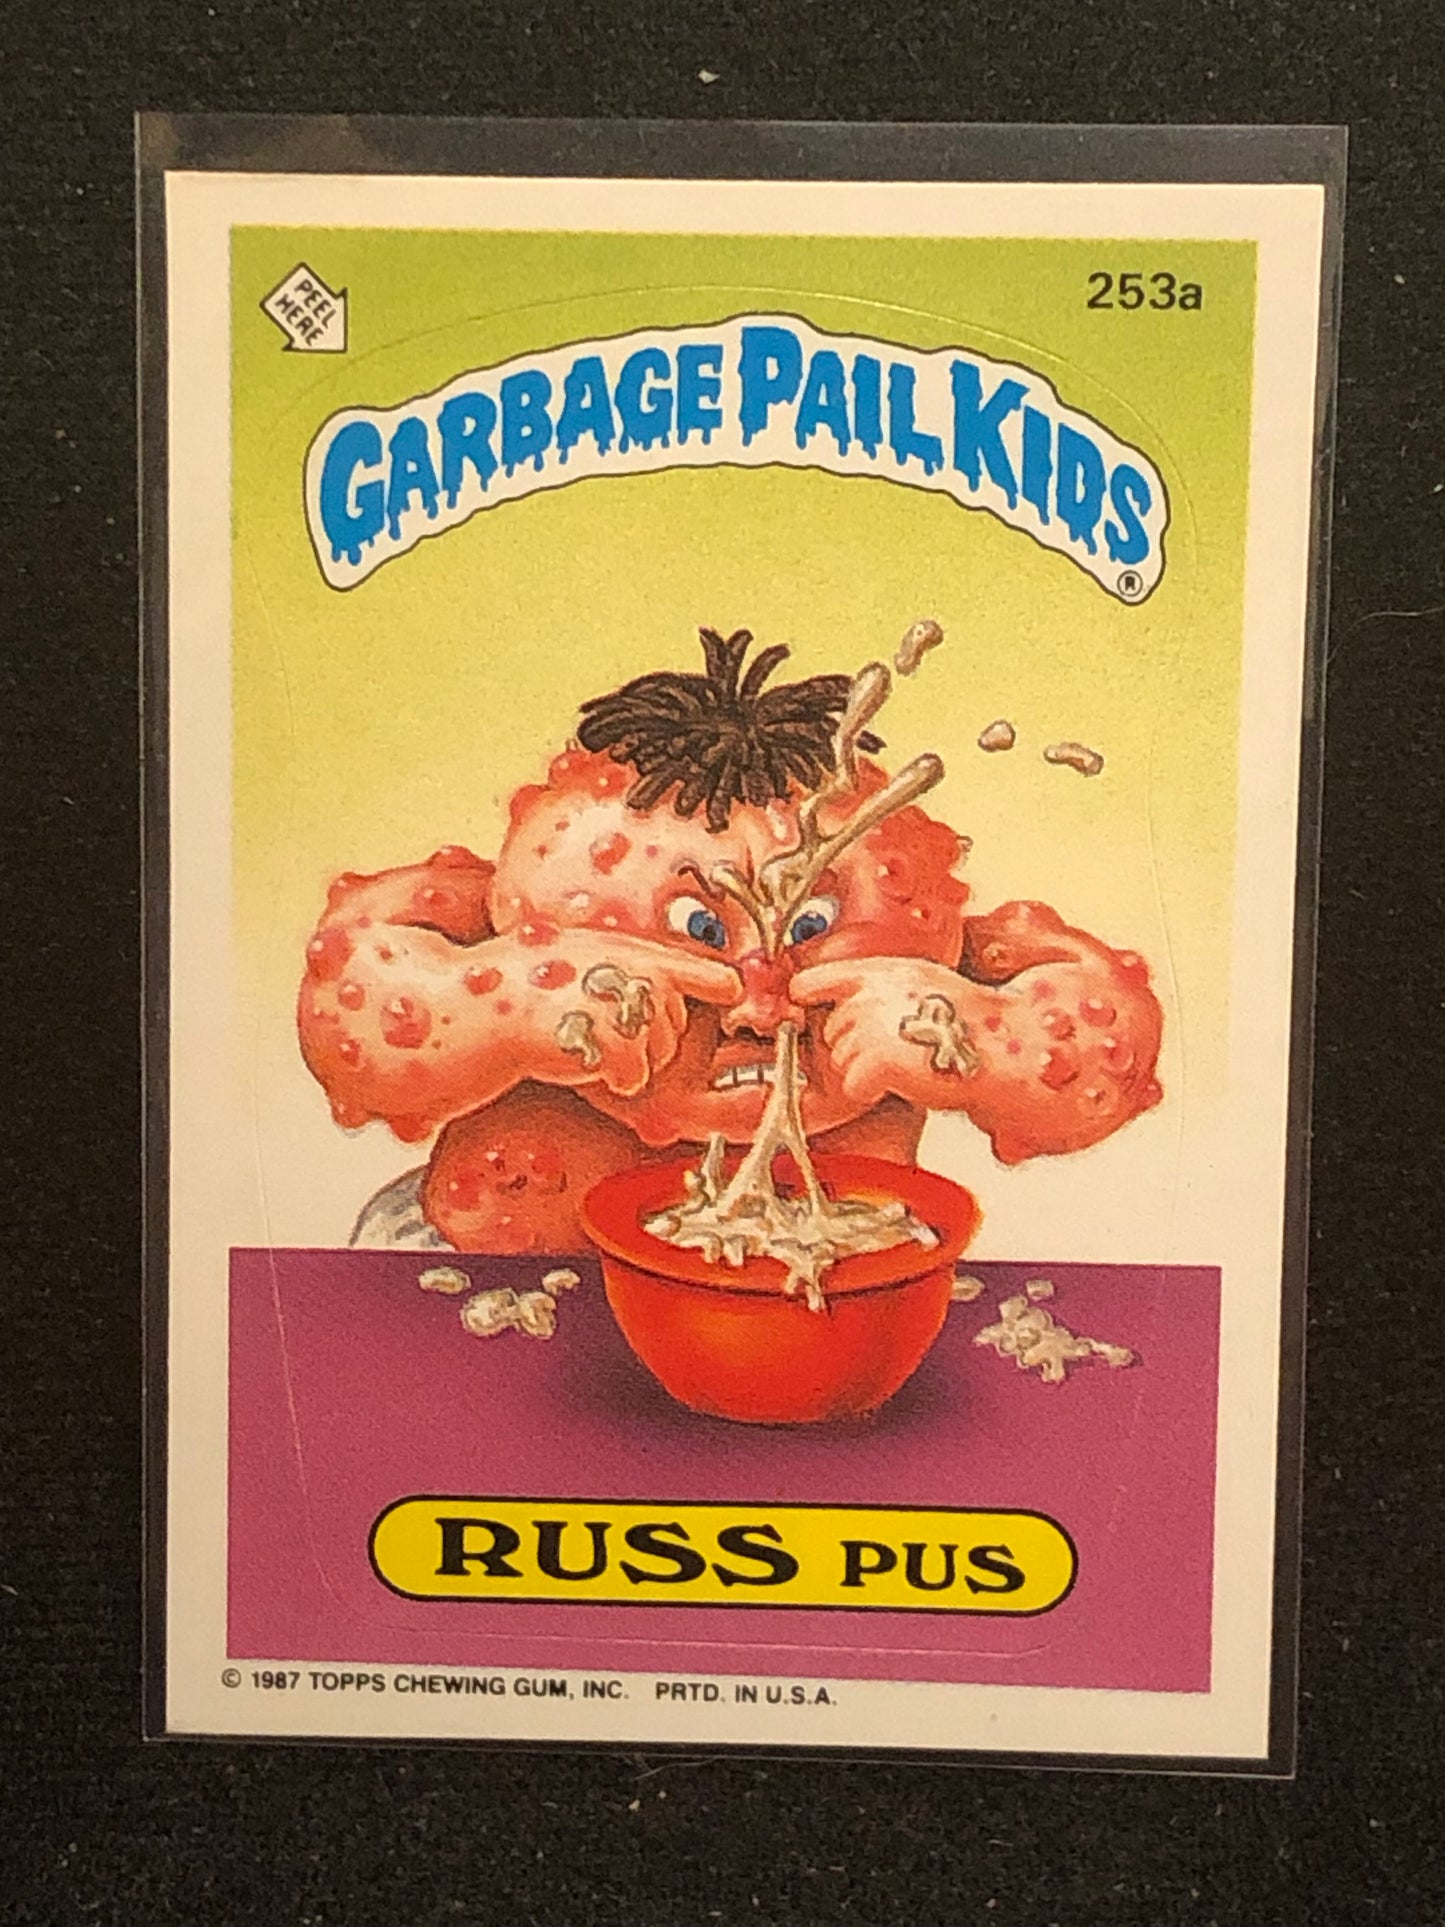 PEEL
HERE
253a
GARBAGE PAIL KIDS
®
RUSS PUS
© 1987 TOPPS CHEWING GUM, INC. PRTD. IN U.S.A.